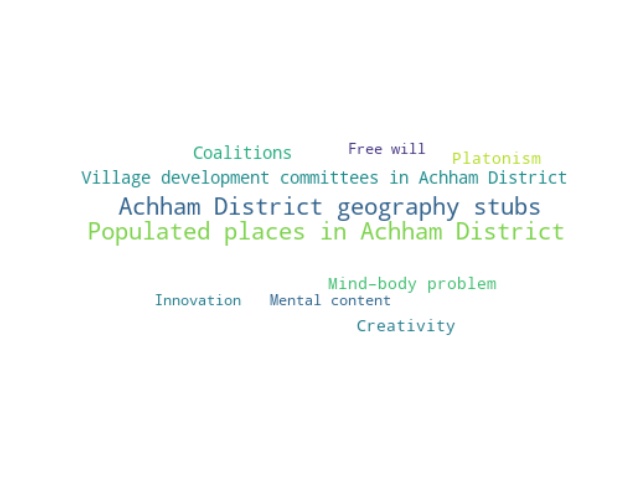 Coalitions
Free will
Platonism
Village development committees in Achham District
Achham District geography stubs
Populated places in Achham District
Mind-body problem
Innovation
Mental content
Creativity